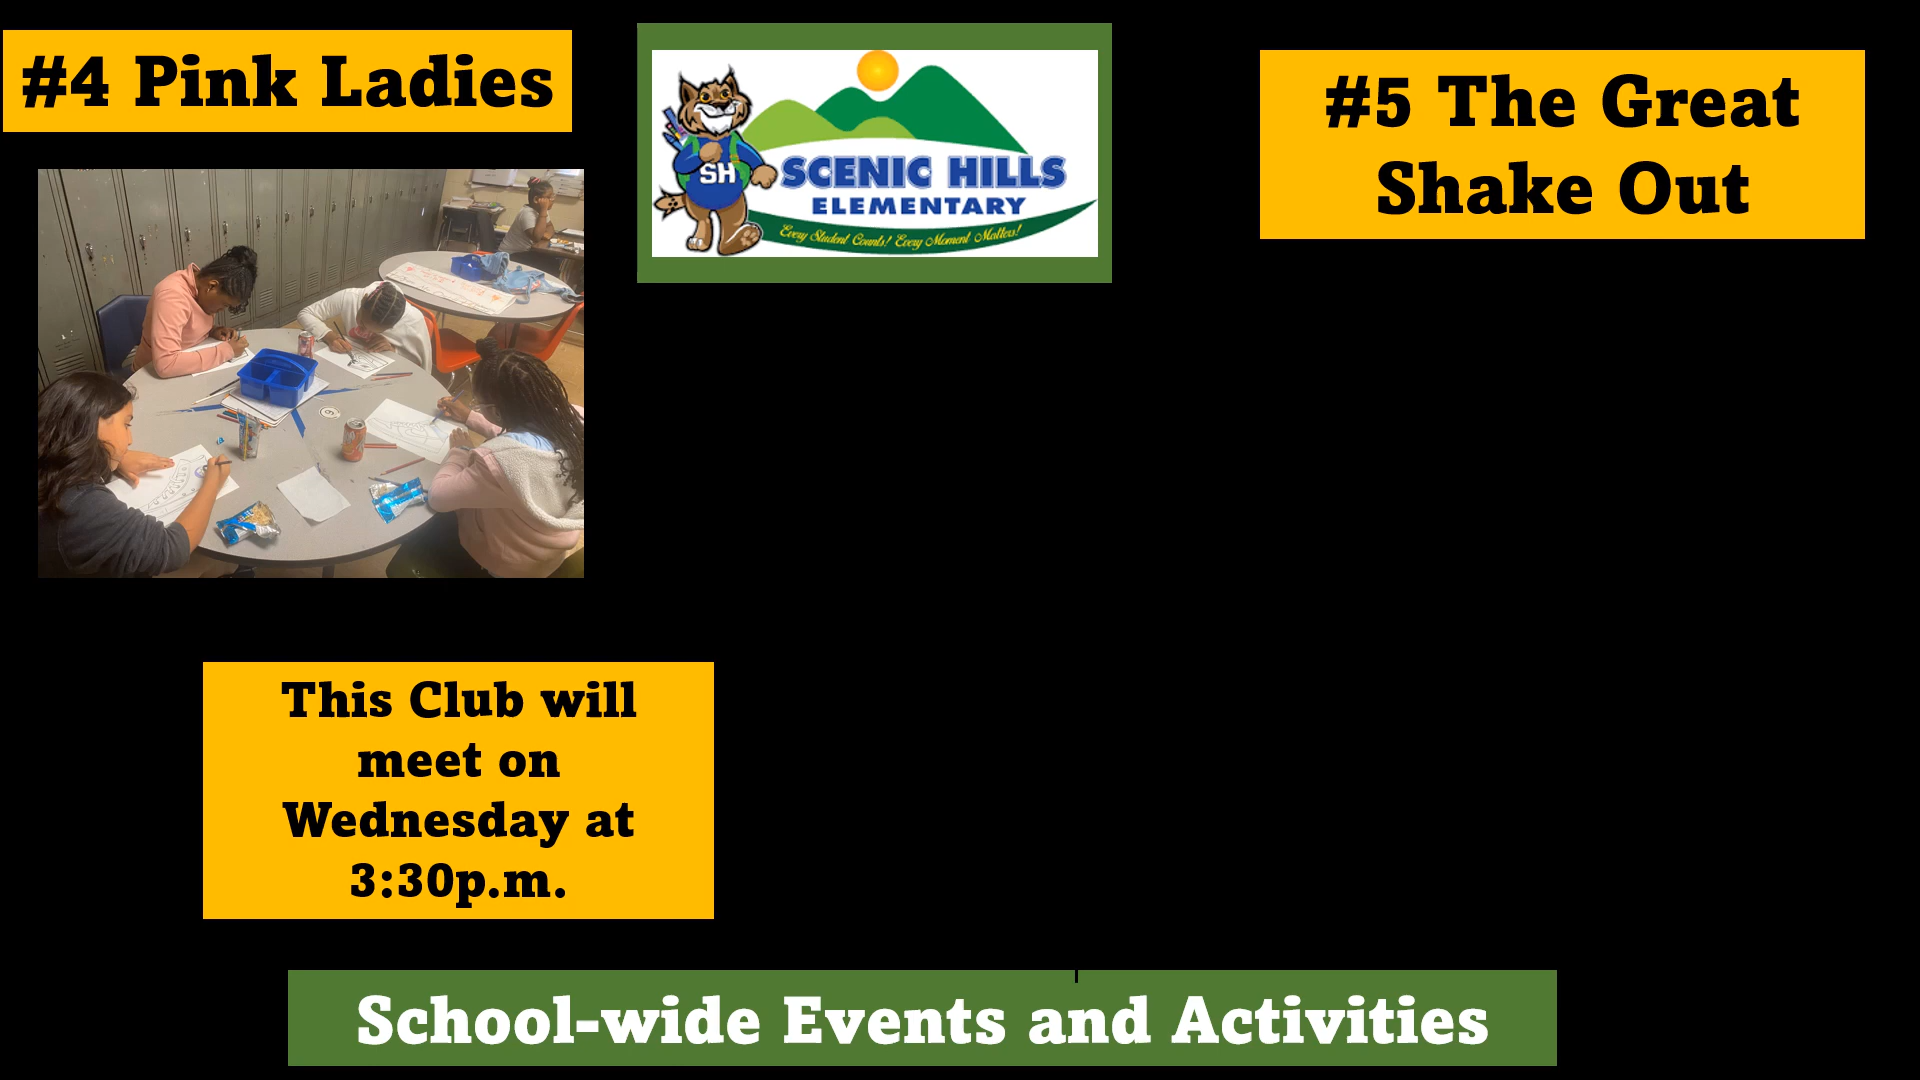 #4 Pink Ladies
SH
SCENIC HILLS
ELEMENTARY
Every Student Counts! Every Moment Matters!
#5 The Great
Shake Out
This Club will
meet on
Wednesday at
3:30p.m.
School-wide Events and Activities